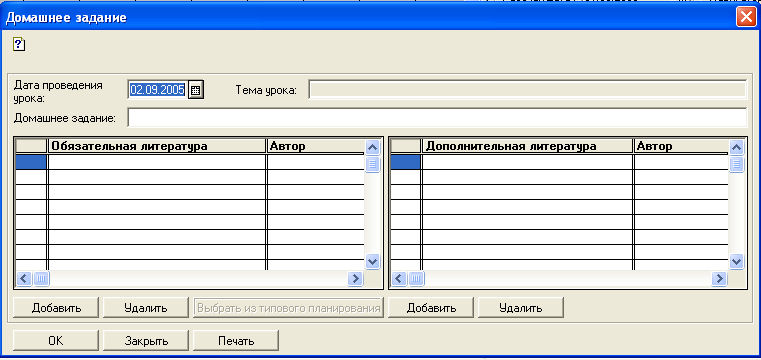 Домашнее задание
Дата проведения
урока:
02.09.2005
Тема урока:
Домашнее задание:
Обязательная литература Автор
Дополнительная литература Автор
Добавить Удалить Выбрать из типового планирования Добавить Удалить
OK Закрыть Печать